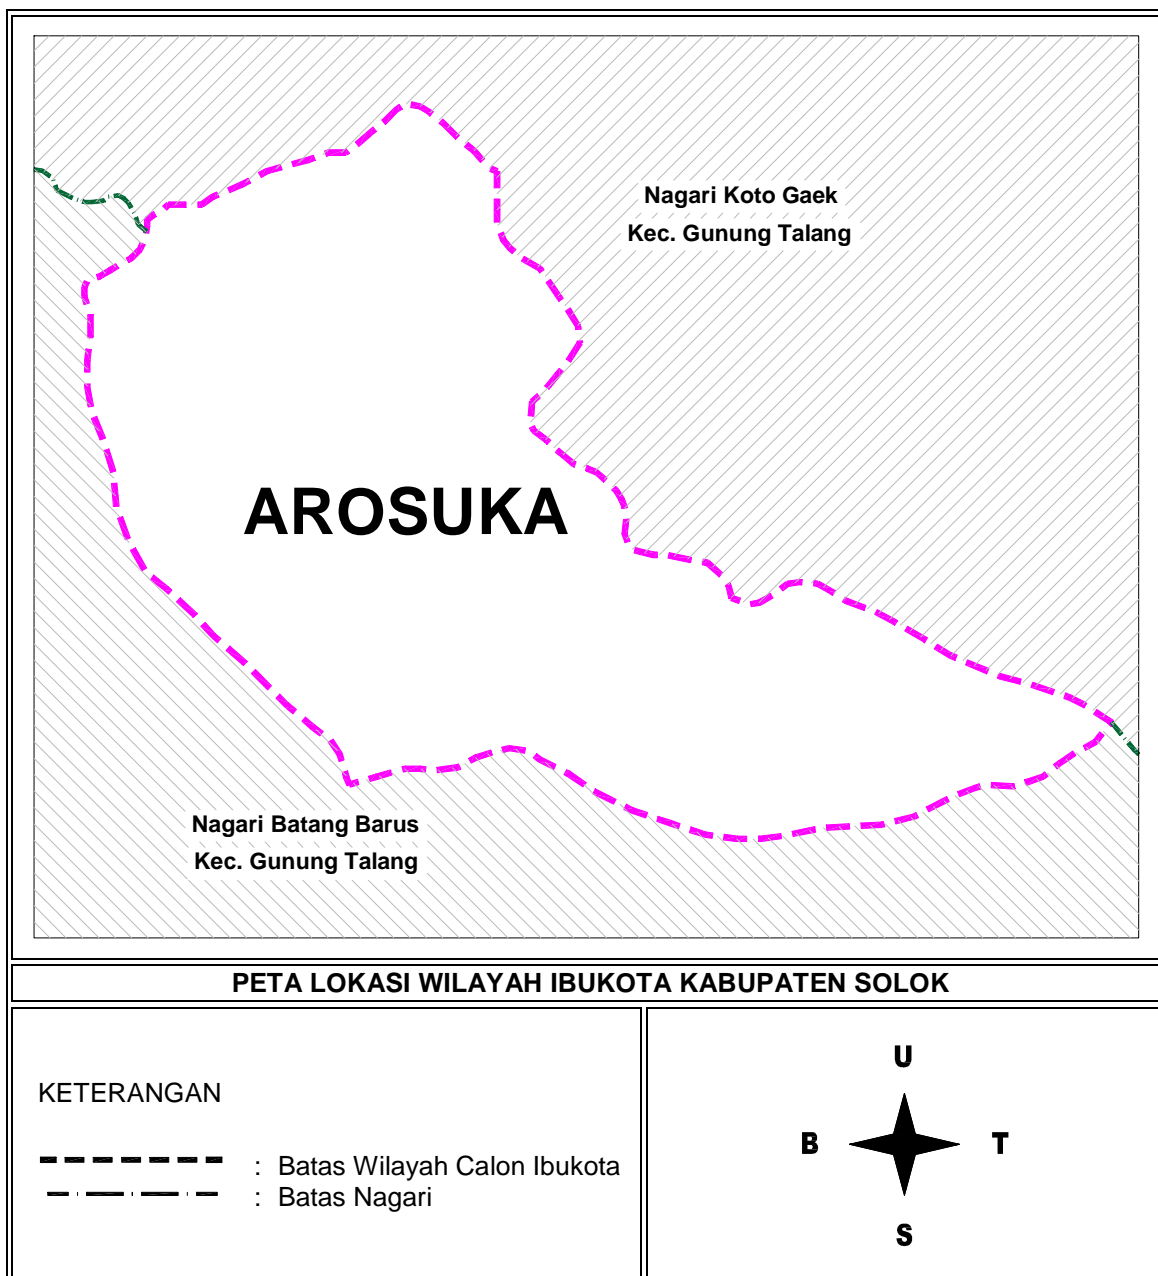 Nagari Koto Gaek
Kec. Gunung Talang
AROSUKA
Nagari Batang Barus
Kec. Gunung Talang
PETA LOKASI WILAYAH IBUKOTA KABUPATEN SOLOK
KETERANGAN
: Batas Wilayah Calon Ibukota
: Batas Nagari
U
B T
S